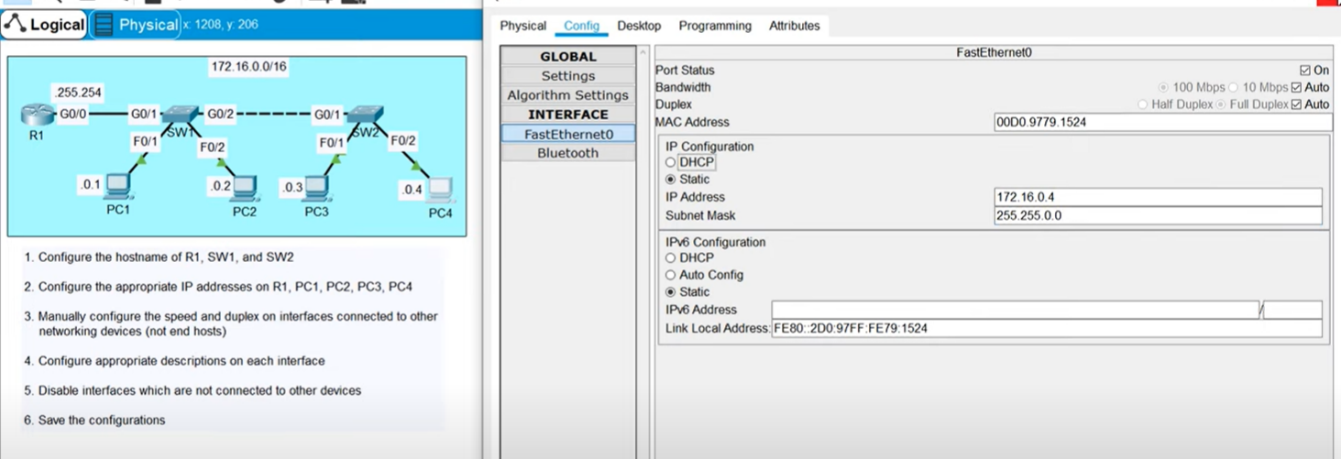 Logical
Physical x: 1208, y: 206
172.16.0.0/16
.255.254
R1
G0/0
G0/1
SW1
G0/2
G0/1
SW2
F0/1
F0/2
F0/1
F0/2
.0.1
.0.2
.0.3
.0.4
PC1
PC2
PC3
PC4
1. Configure the hostname of R1, SW1, and SW2
2. Configure the appropriate IP addresses on R1, PC1, PC2, PC3, PC4
3. Manually configure the speed and duplex on interfaces connected to other
networking devices (not end hosts)
4. Configure appropriate descriptions on each interface
5. Disable interfaces which are not connected to other devices
6. Save the configurations
Physical Config Desktop Programming Attributes
GLOBAL
Settings
Algorithm Settings
INTERFACE
FastEthernet0
Bluetooth
FastEthernet0
Port Status On
Bandwidth 100 Mbps 10 Mbps Auto
Duplex Half Duplex Full Duplex Auto
MAC Address 00D0.9779.1524
IP Configuration
DHCP
Static
IP Address 172.16.0.4
Subnet Mask 255.255.0.0
IPv6 Configuration
DHCP
Auto Config
Static
IPv6 Address /
Link Local Address: FE80::2D0:97FF:FE79:1524